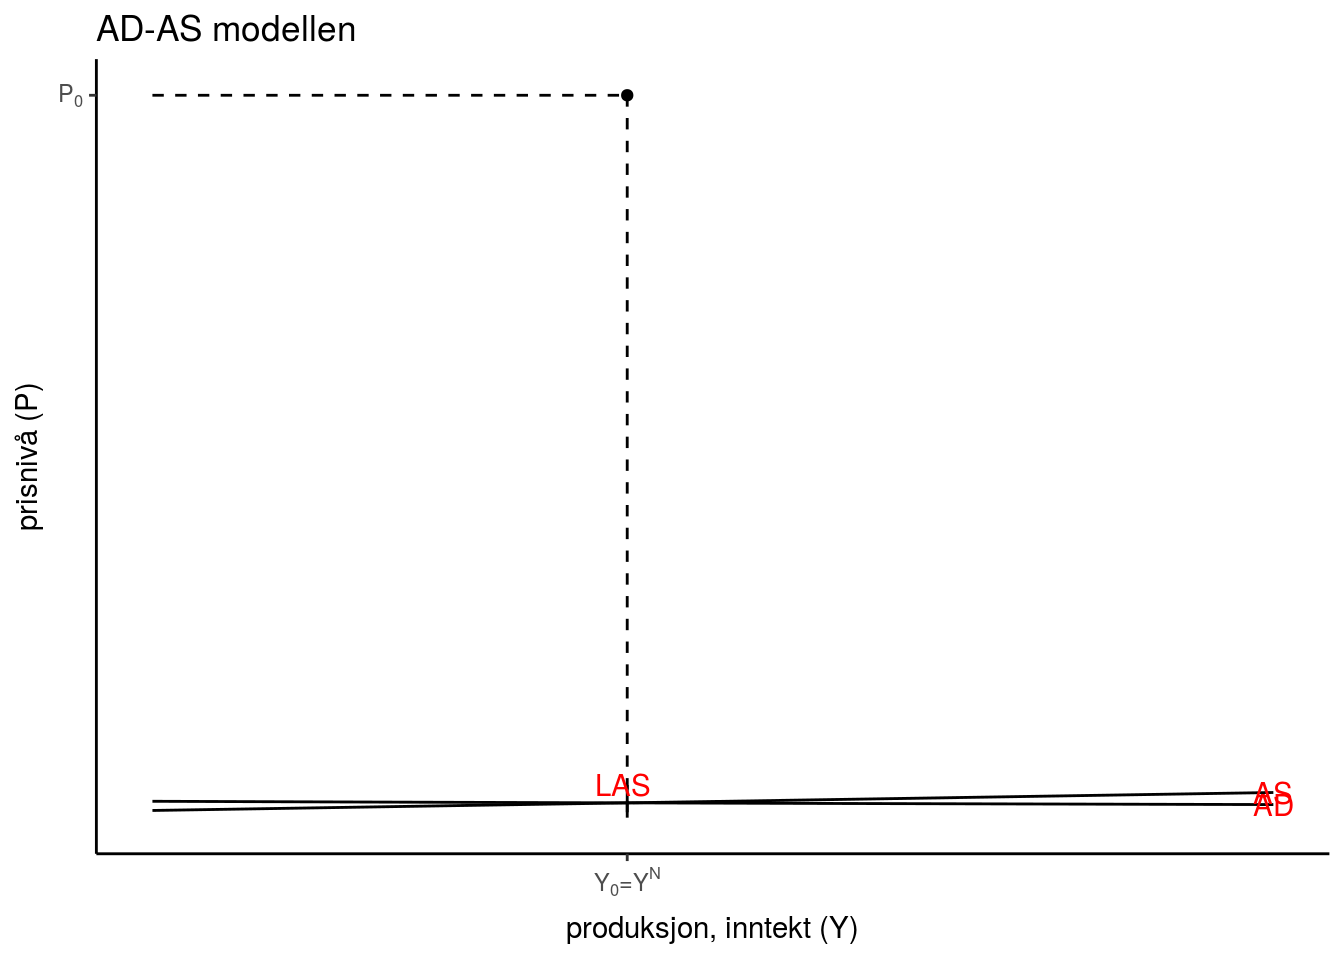 AD-AS modellen
P₀
prisnivå (P)
LAS
AS
AD
Y₀=Yᴺ
produksjon, inntekt (Y)